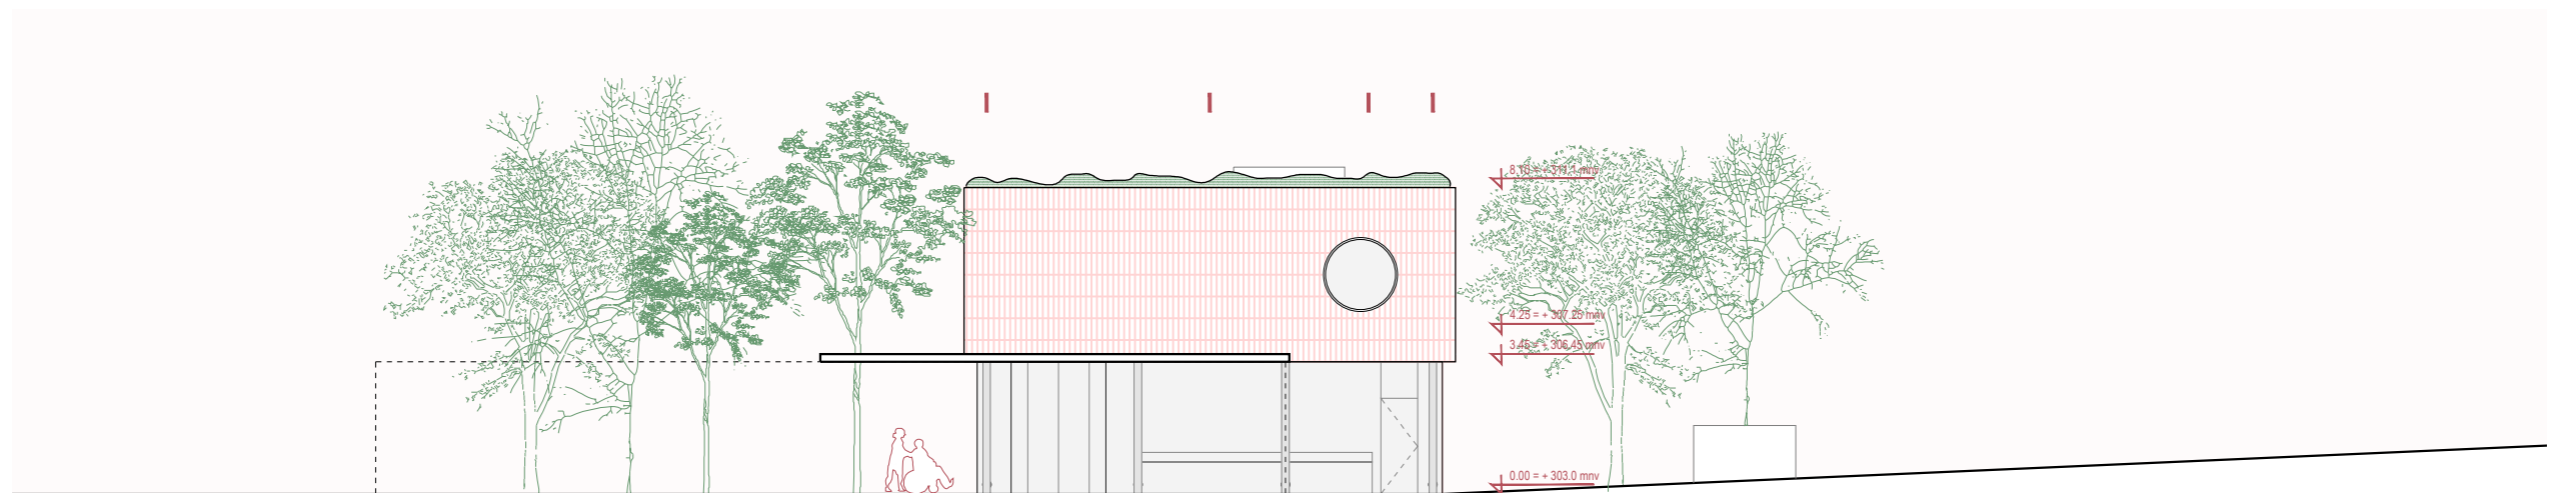 8.10 = + 311.1 mnv
4.25 = + 307.25 mnv
3.45 = + 306.45 mnv
0.00 = + 303.0 mnv